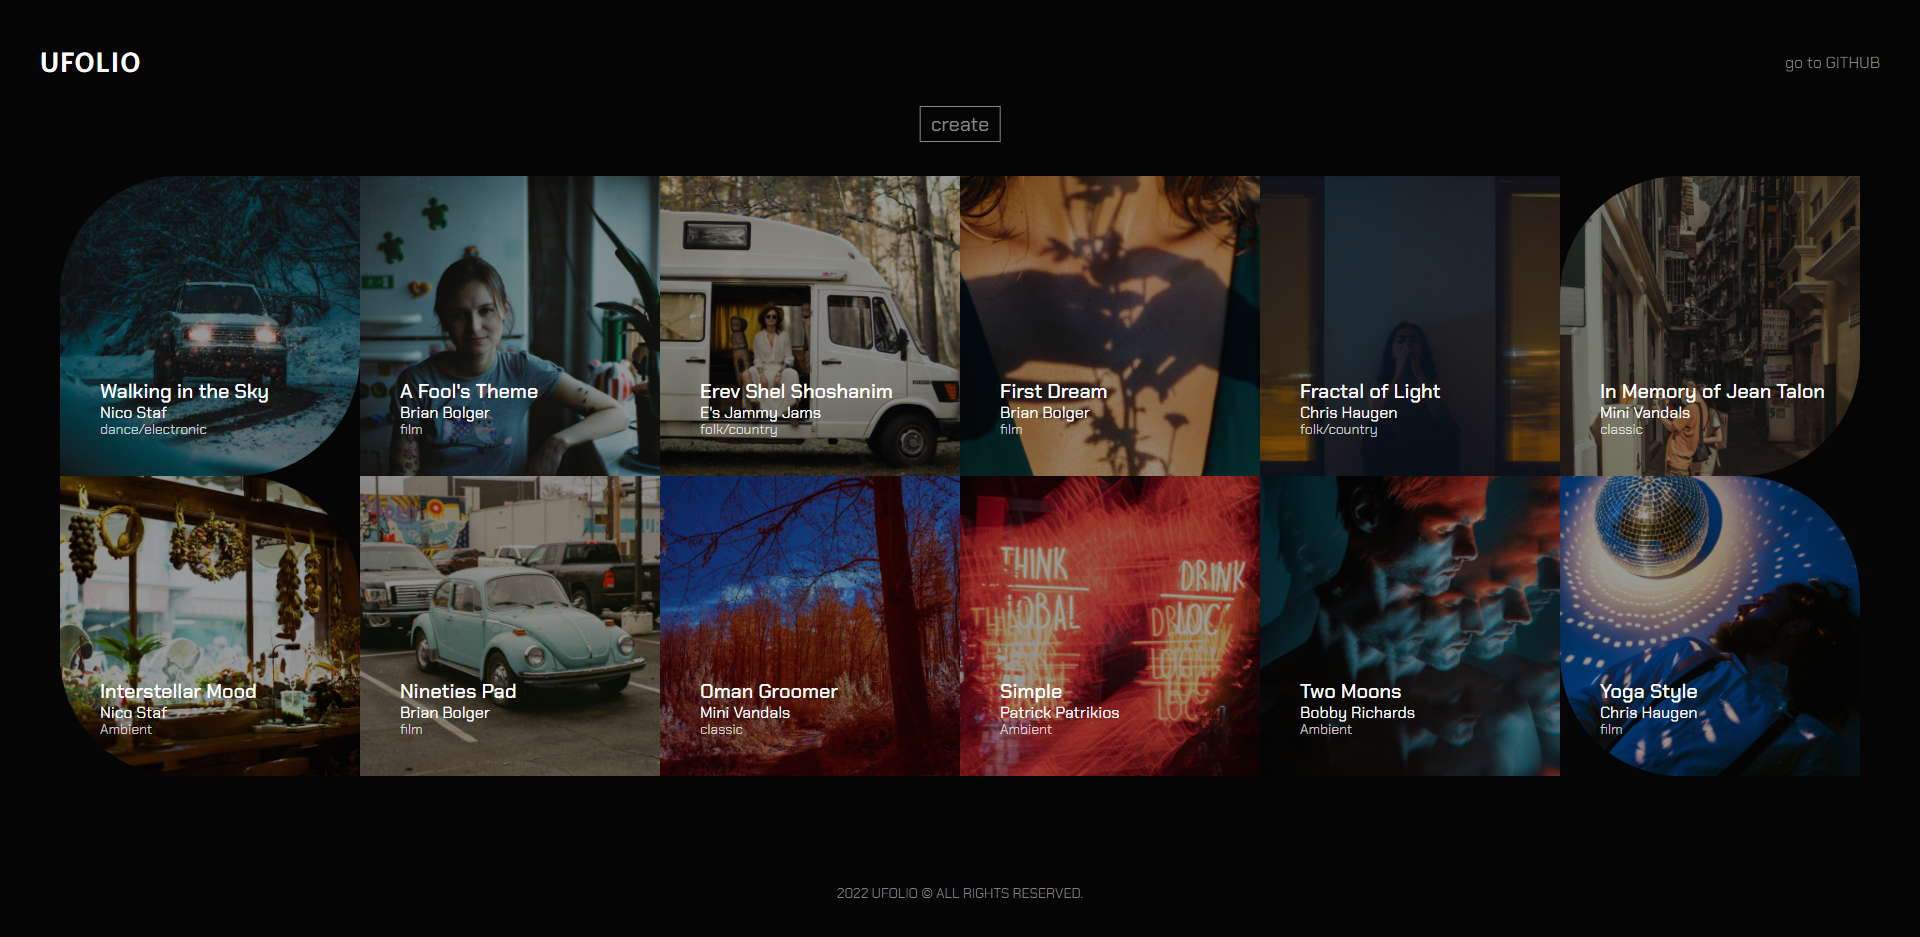 UFOLIO
go to GITHUB
create
Walking in the Sky
Nico Staf
dance/electronic
A Fool's Theme
Brian Bolger
film
Erev Shel Shoshanim
E's Jammy Jams
folk/country
First Dream
Brian Bolger
film
Fractal of Light
Chris Haugen
folk/country
In Memory of Jean Talon
Mini Vandals
classic
Interstellar Mood
Nico Staf
Ambient
Nineties Pad
Brian Bolger
film
Oman Groomer
Mini Vandals
classic
THINK
DRINK
Simple
Patrick Patrikios
Ambient
Two Moons
Bobby Richards
Ambient
Yoga Style
Chris Haugen
film
2022 UFOLIO © ALL RIGHTS RESERVED.